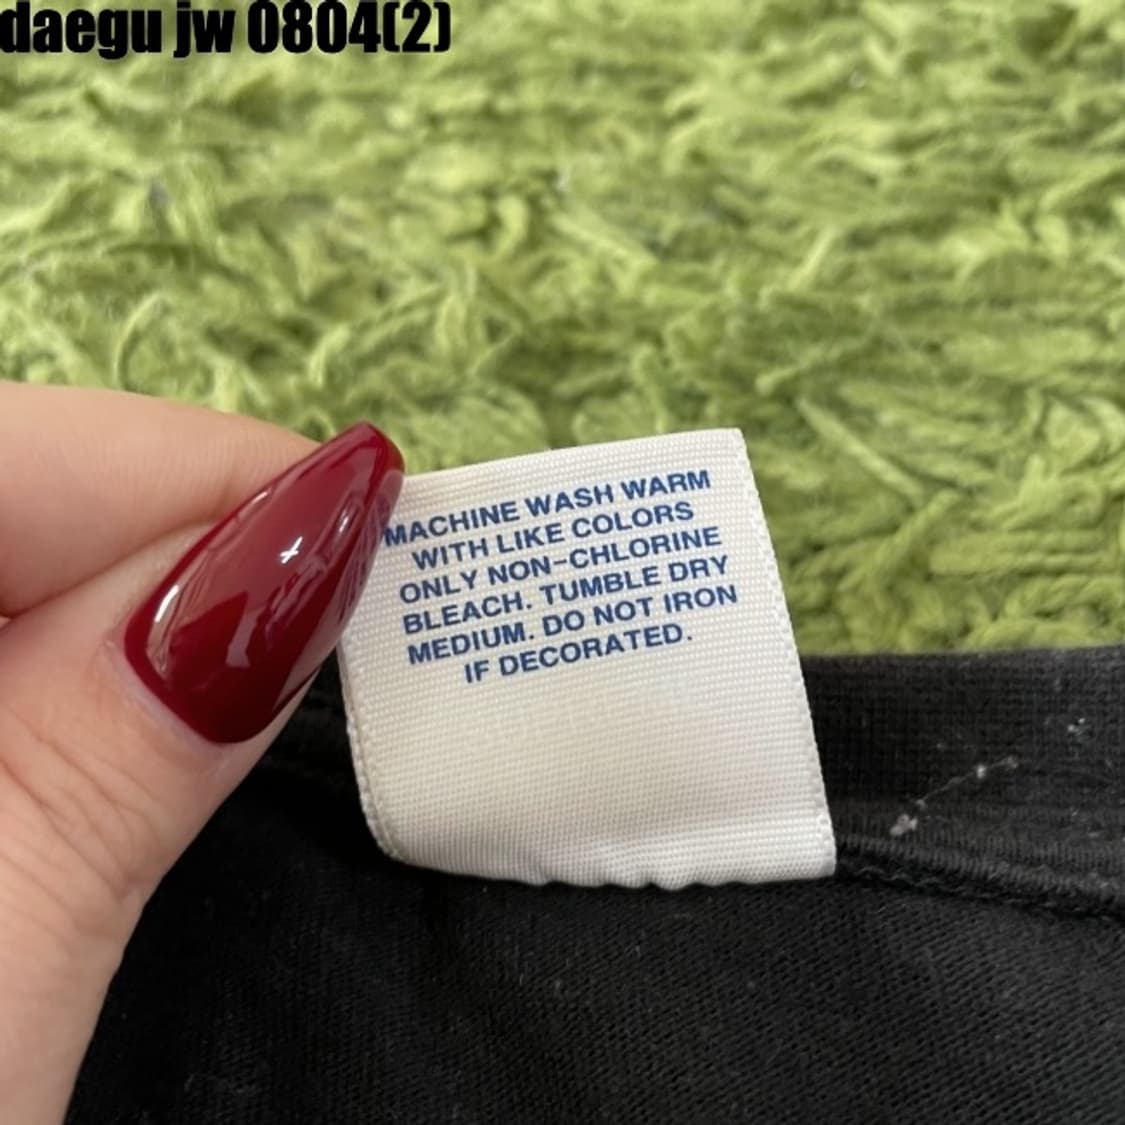 daegu jw 0804(2)
MACHINE WASH WARM
WITH LIKE COLORS
ONLY NON-CHLORINE
BLEACH. TUMBLE DRY
MEDIUM. DO NOT IRON
IF DECORATED.